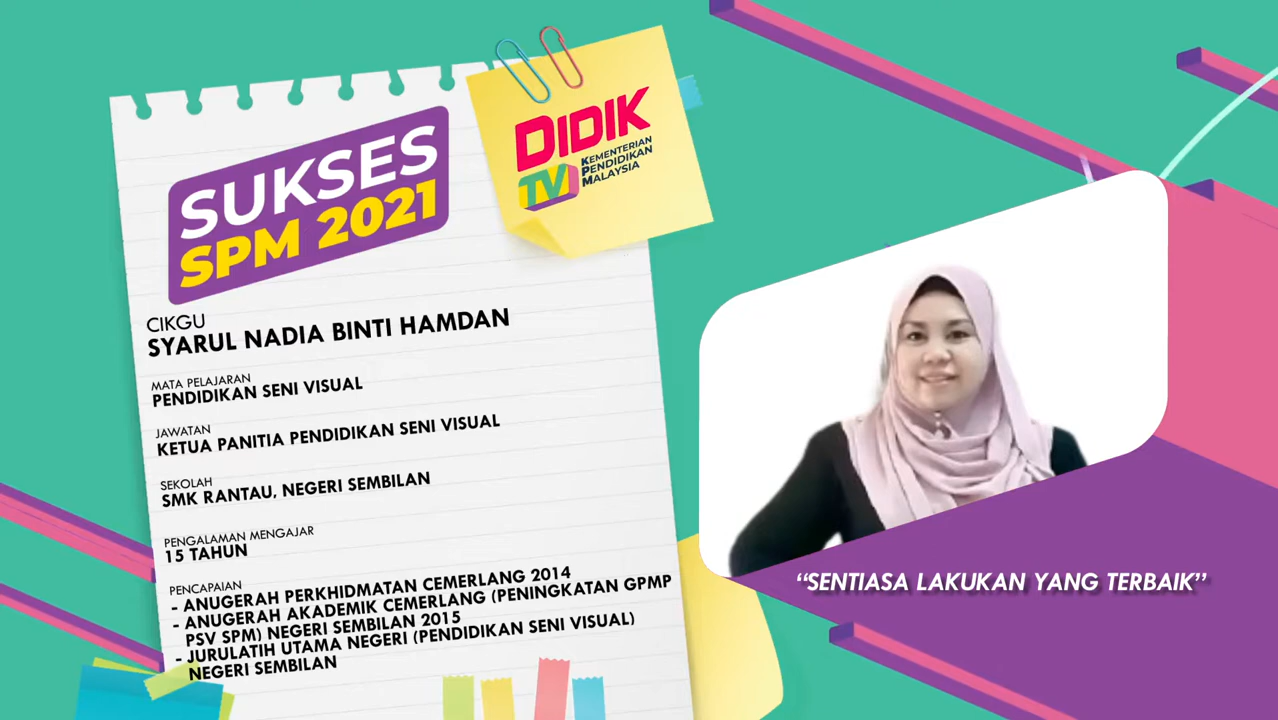 SUKSES
SPM 2021
DIDIK
TV
KEMENTERIAN
PENDIDIKAN
MALAYSIA
CIKGU
SYARUL NADIA BINTI HAMDAN
MATA PELAJARAN
PENDIDIKAN SENI VISUAL
JAWATAN
KETUA PANITIA PENDIDIKAN SENI VISUAL
SEKOLAH
SMK RANTAU, NEGERI SEMBILAN
PENGALAMAN MENGAJAR
15 TAHUN
PENCAPAIAN
- ANUGERAH PERKHIDMATAN CEMERLANG 2014
- ANUGERAH AKADEMIK CEMERLANG (PENINGKATAN GPMP
PSV SPM) NEGERI SEMBILAN 2015
- JURULATIH UTAMA NEGERI (PENDIDIKAN SENI VISUAL)
NEGERI SEMBILAN
“SENTIASA LAKUKAN YANG TERBAIK”